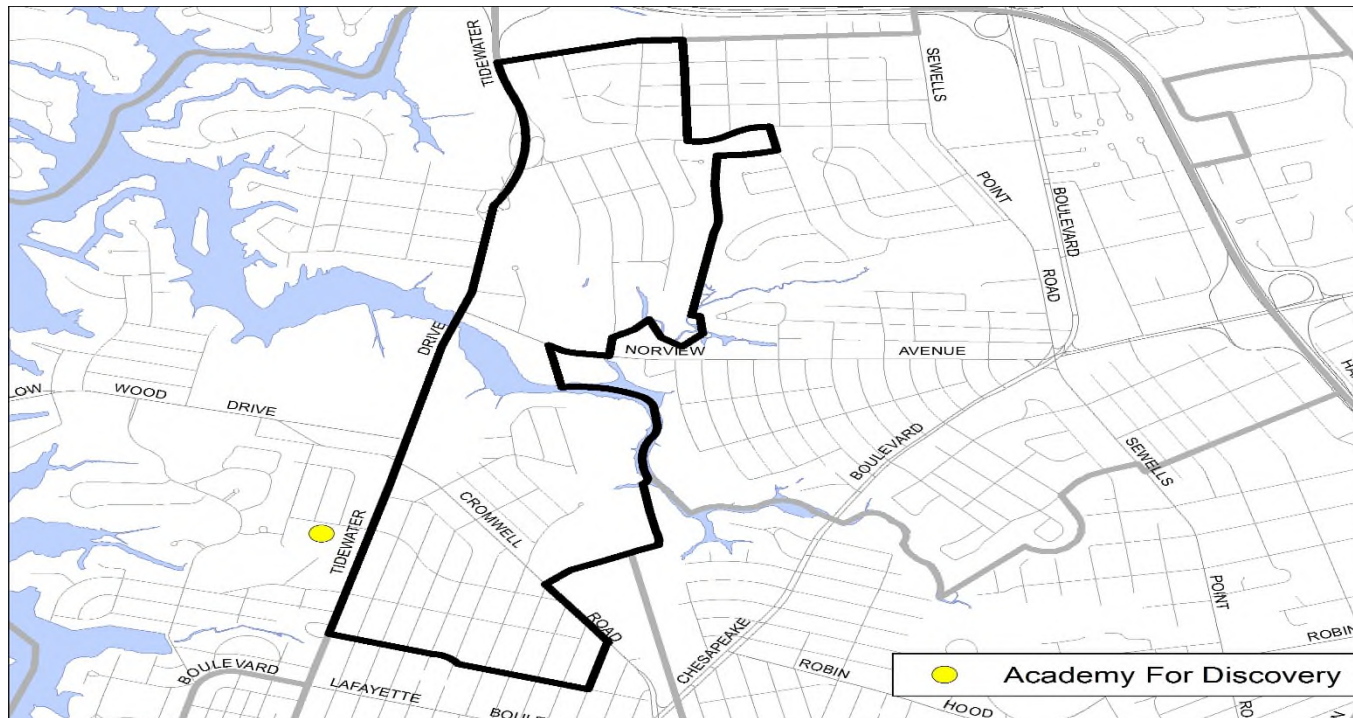 TIDEWATER
SEWELLS
POINT
BOULEVARD
ROAD
DRIVE
NORVIEW
AVENUE
WOOD
DRIVE
BOULEVARD
SEWELLS
CROMWELL
TIDEWATER
ROAD
POINT
CHESAPEAKE
ROBIN
ROBIN
BOULEVARD
LAFAYETTE
HOOD
Academy For Discovery